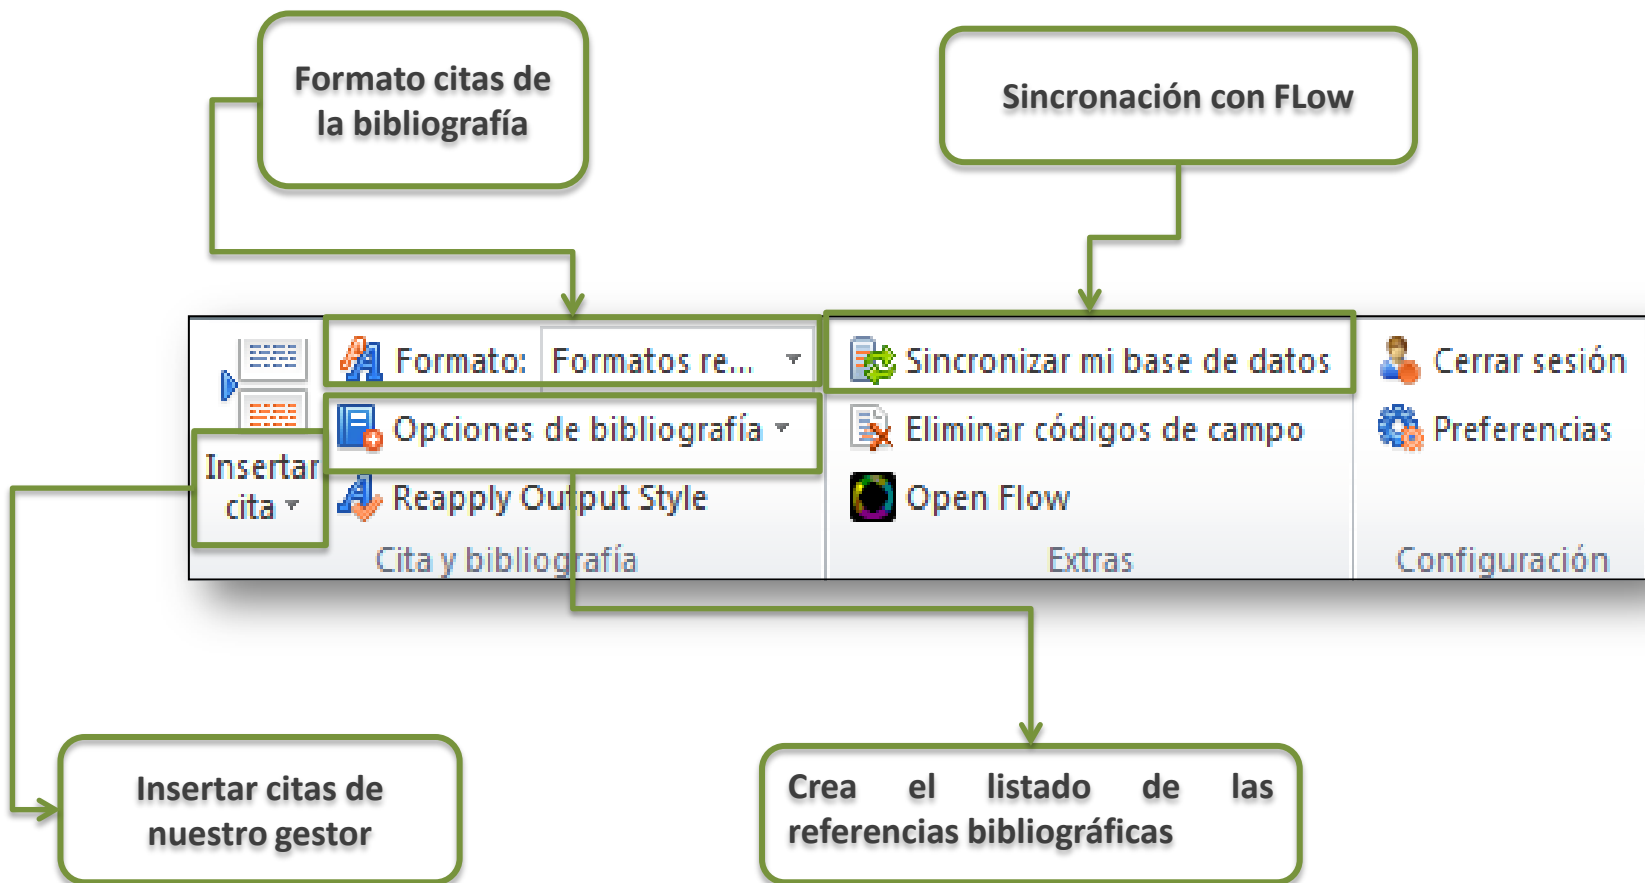 Formato citas de
la bibliografía
Sincronación con FLow
Formato: Formatos re...
Sincronizar mi base de datos
Cerrar sesión
Opciones de bibliografía
Eliminar códigos de campo
Preferencias
Insertar
cita
Reapply Output Style
Open Flow
Cita y bibliografía
Extras
Configuración
Insertar citas de
nuestro gestor
Crea el listado de las
referencias bibliográficas